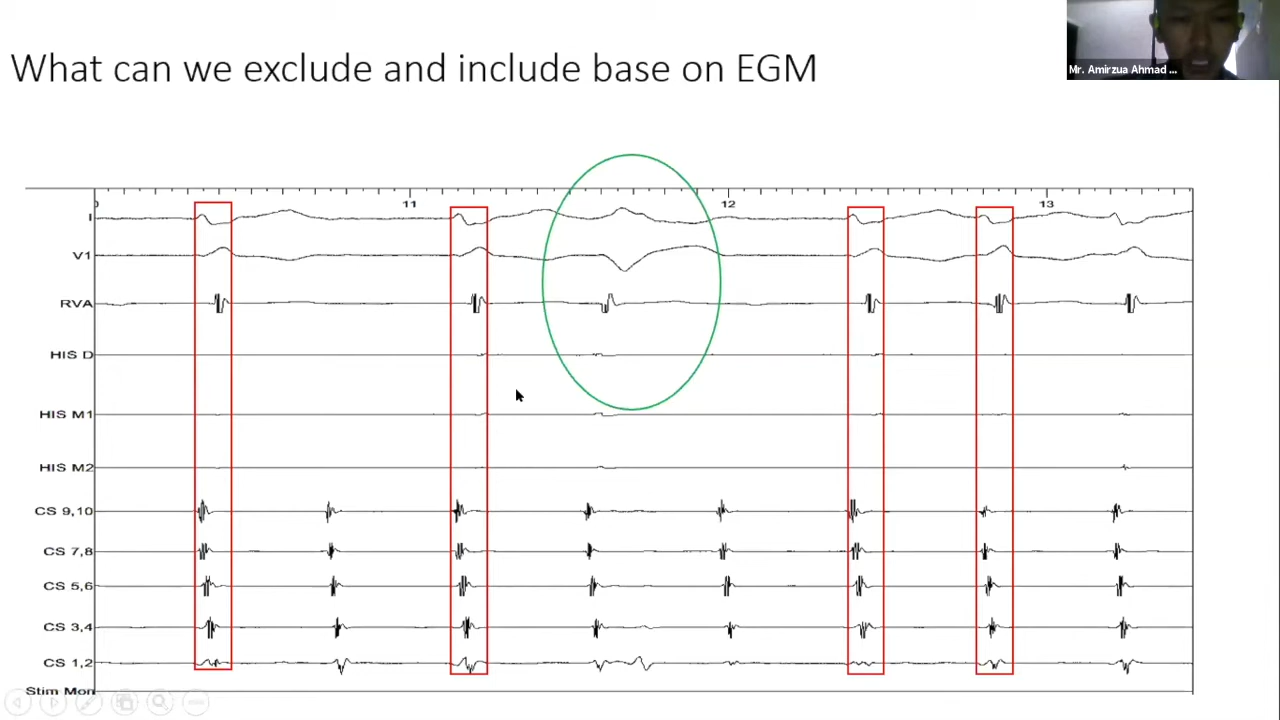 What can we exclude and include base on EGM
Mr. Amirzua Ahmad ...
0 11 12 13
I
V1
RVA
HIS D
HIS M1
HIS M2
CS 9,10
CS 7,8
CS 5,6
CS 3,4
CS 1,2
Stim Mon